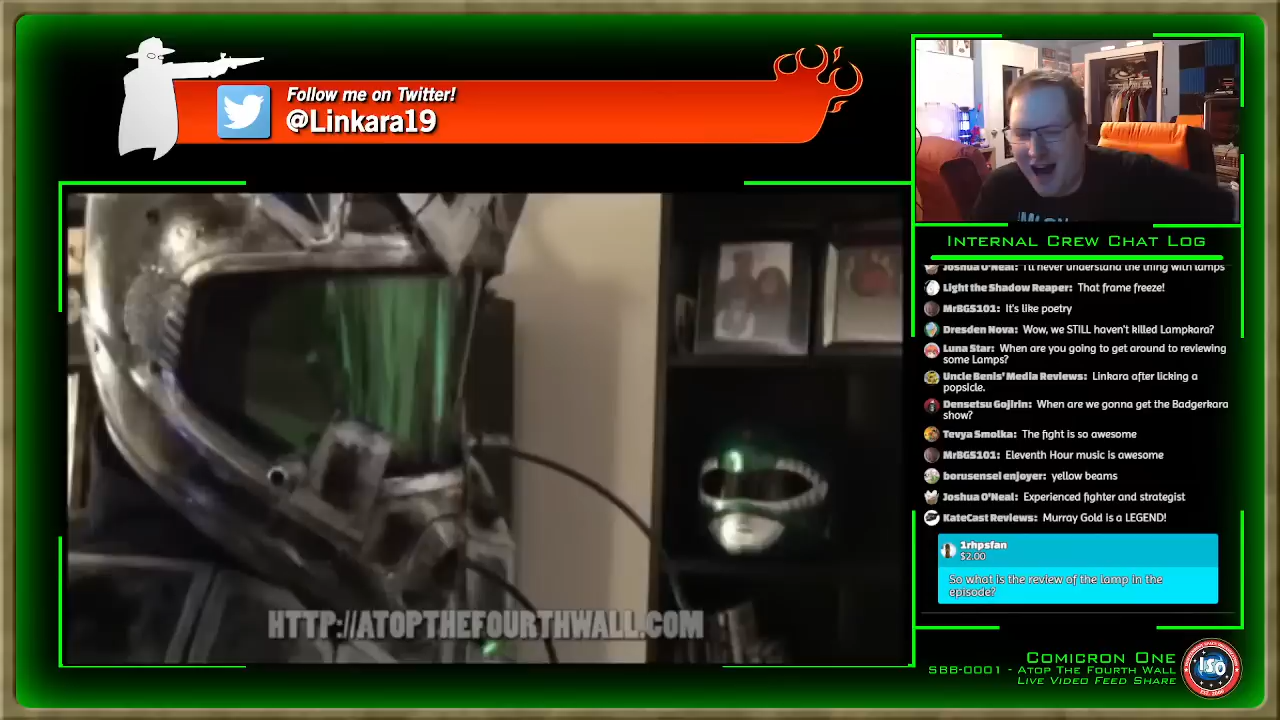 Follow me on Twitter!
@Linkara19
INTERNAL CREW CHAT LOG
Joshua O'Neal: I'll never understand the thing with lamps
Light the Shadow Reaper: That frame freeze!
MrBGS101: It's like poetry
Dresden Nova: Wow, we STILL haven't killed Lampkara?
Luna Star: When are you going to get around to reviewing
some Lamps?
Uncle Benis' Media Reviews: Linkara after licking a
popsicle.
Densetsu Gojirin: When are we gonna get the Badgerkara
show?
Tevya Smolka: The fight is so awesome
MrBGS101: Eleventh Hour music is awesome
borusensei enjoyer: yellow beams
Joshua O'Neal: Experienced fighter and strategist
KateCast Reviews: Murray Gold is a LEGEND!
1rhpsfan
$2.00
So what is the review of the lamp in the
episode?
HTTP://ATOPTHEFOURTHWALL.COM
COMICRON ONE
SBB-0001 - ATOP THE FOURTH WALL
LIVE VIDEO FEED SHARE
ISO